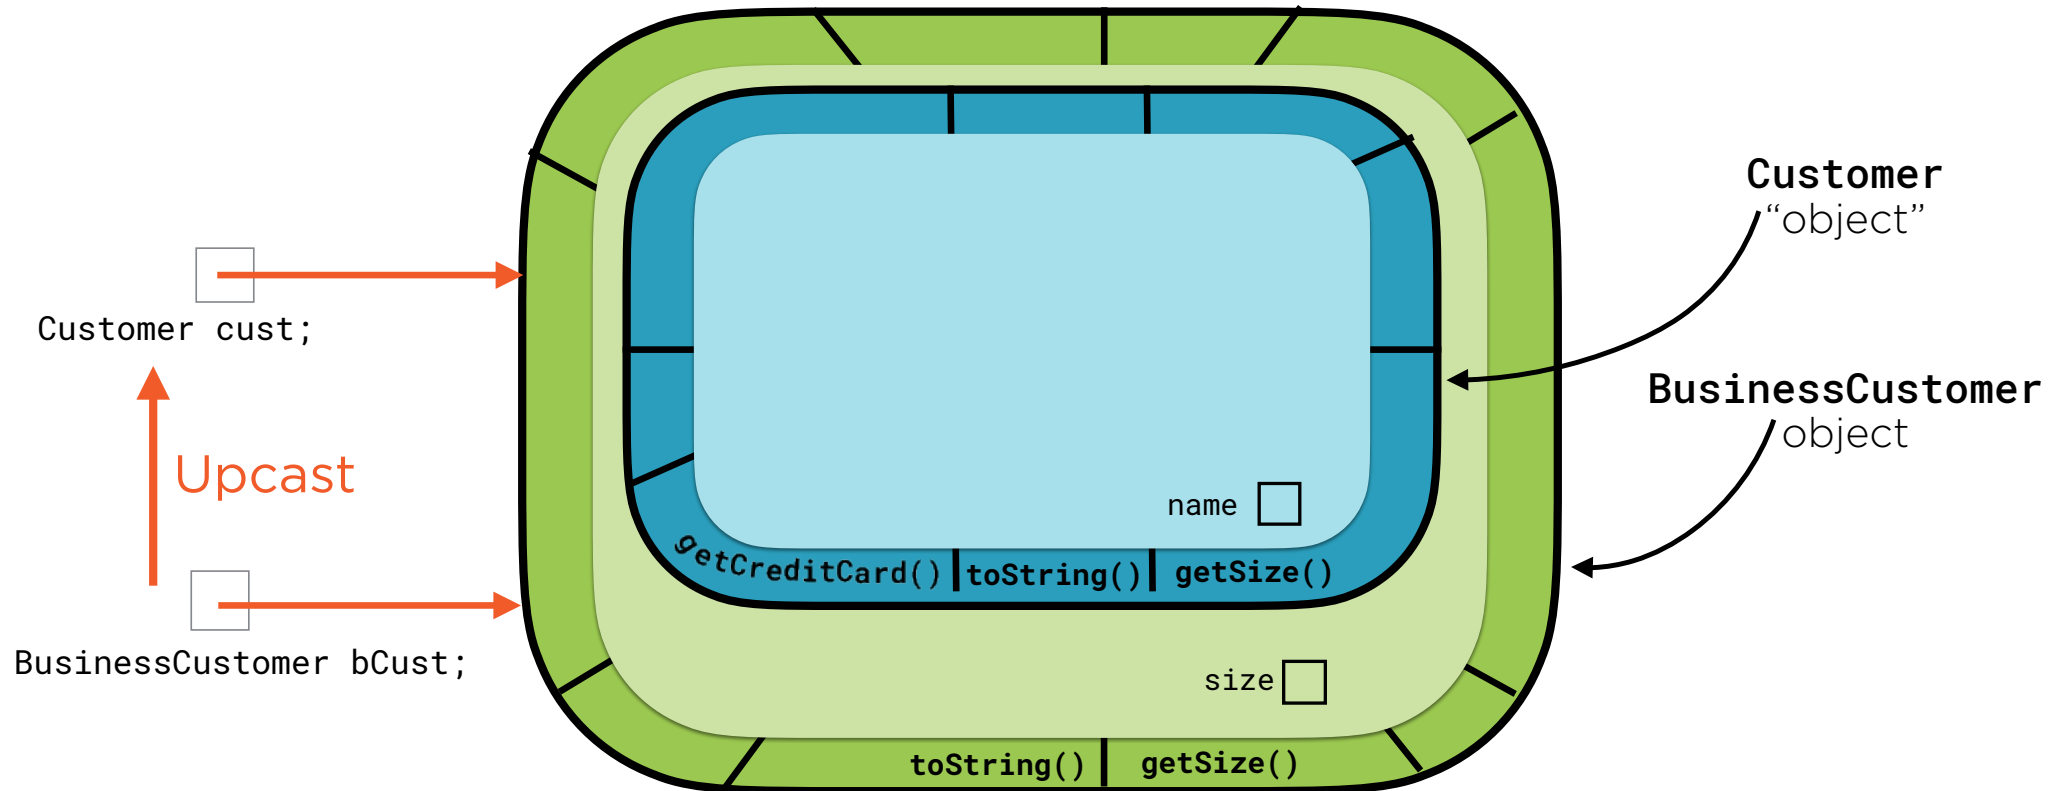 Customer
“object”
Customer cust;
BusinessCustomer
object
Upcast
name
getCreditCard()
toString()
getSize()
BusinessCustomer bCust;
size
toString()
getSize()